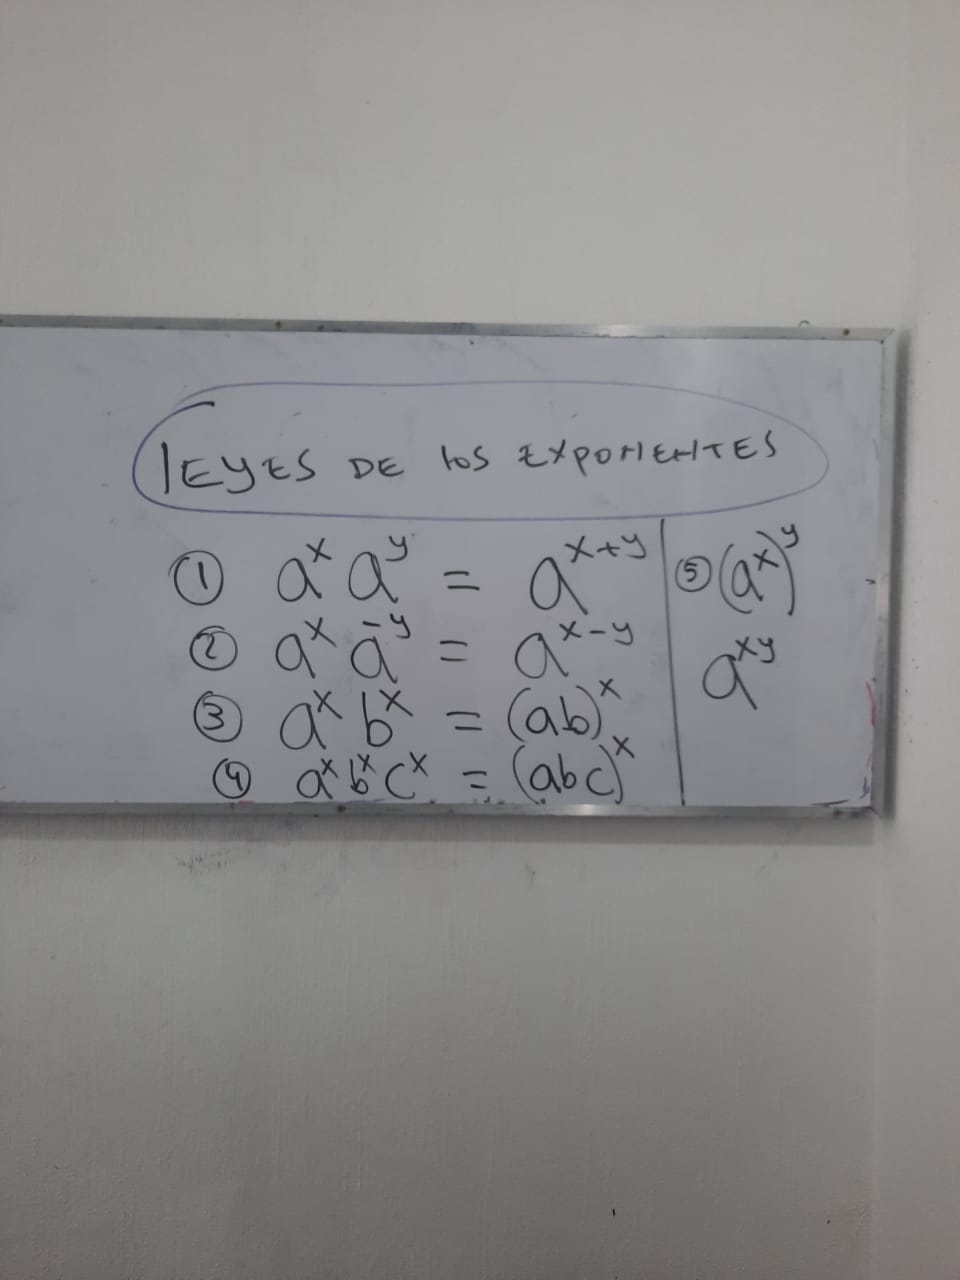 LEYES DE LOS EXPONENTES
① a^x a^y = a^{x+y}
② a^x a^{-y} = a^{x-y}
③ a^x b^x = (ab)^x
④ a^x b^x c^x = (abc)^x
⑤ (a^x)^y
a^{xy}